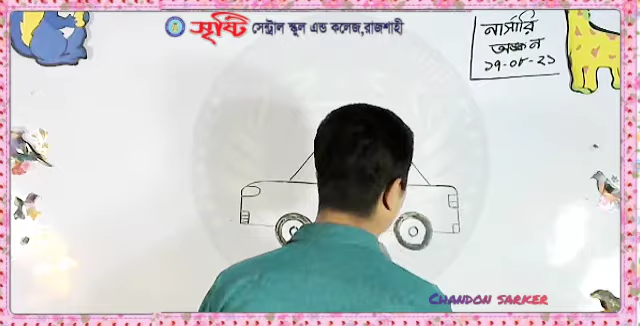 সৃষ্টি সেন্ট্রাল স্কুল এন্ড কলেজ,রাজশাহী
নার্সারি
অঙ্কন
১৭-০৮-২১
CHANDON SARKER